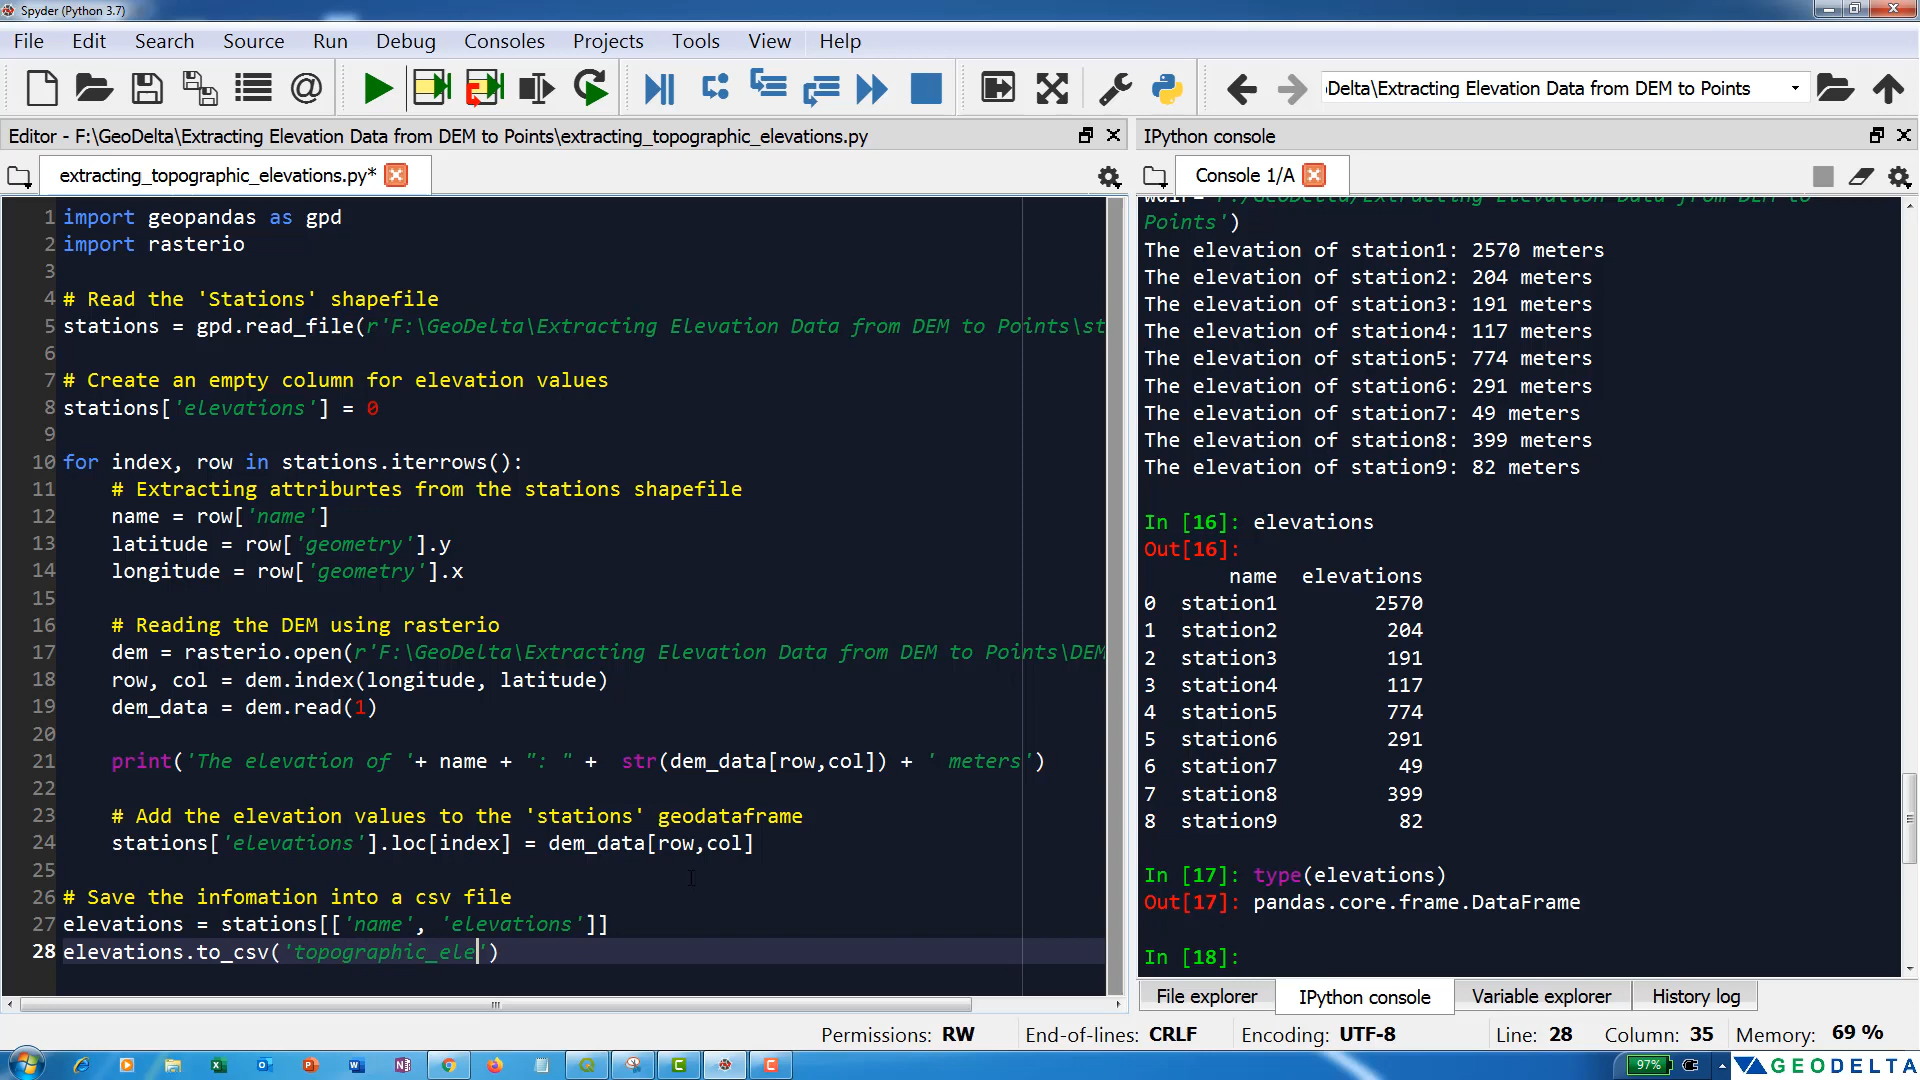 Spyder (Python 3.7)
File Edit Search Source Run Debug Consoles Projects Tools View Help
Delta\Extracting Elevation Data from DEM to Points
Editor - F:\GeoDelta\Extracting Elevation Data from DEM to Points\extracting_topographic_elevations.py
extracting_topographic_elevations.py*
1 import geopandas as gpd
2 import rasterio
3
4 # Read the 'Stations' shapefile
5 stations = gpd.read_file(r'F:\GeoDelta\Extracting Elevation Data from DEM to Points\st
6
7 # Create an empty column for elevation values
8 stations['elevations'] = 0
9
10 for index, row in stations.iterrows():
11     # Extracting attriburtes from the stations shapefile
12     name = row['name']
13     latitude = row['geometry'].y
14     longitude = row['geometry'].x
15
16     # Reading the DEM using rasterio
17     dem = rasterio.open(r'F:\GeoDelta\Extracting Elevation Data from DEM to Points\DEM
18     row, col = dem.index(longitude, latitude)
19     dem_data = dem.read(1)
20
21     print('The elevation of '+ name + ": " +  str(dem_data[row,col]) + ' meters')
22
23     # Add the elevation values to the 'stations' geodataframe
24     stations['elevations'].loc[index] = dem_data[row,col]
25
26 # Save the infomation into a csv file
27 elevations = stations[['name', 'elevations']]
28 elevations.to_csv('topographic_ele')
IPython console
Console 1/A
wdir='F:/GeoDelta/Extracting Elevation Data from DEM to
Points')
The elevation of station1: 2570 meters
The elevation of station2: 204 meters
The elevation of station3: 191 meters
The elevation of station4: 117 meters
The elevation of station5: 774 meters
The elevation of station6: 291 meters
The elevation of station7: 49 meters
The elevation of station8: 399 meters
The elevation of station9: 82 meters
In [16]: elevations
Out[16]:
name elevations
0 station1 2570
1 station2 204
2 station3 191
3 station4 117
4 station5 774
5 station6 291
6 station7 49
7 station8 399
8 station9 82
In [17]: type(elevations)
Out[17]: pandas.core.frame.DataFrame
In [18]:
File explorer IPython console Variable explorer History log
Permissions: RW End-of-lines: CRLF Encoding: UTF-8 Line: 28 Column: 35 Memory: 69 %
97%
GEODELTA